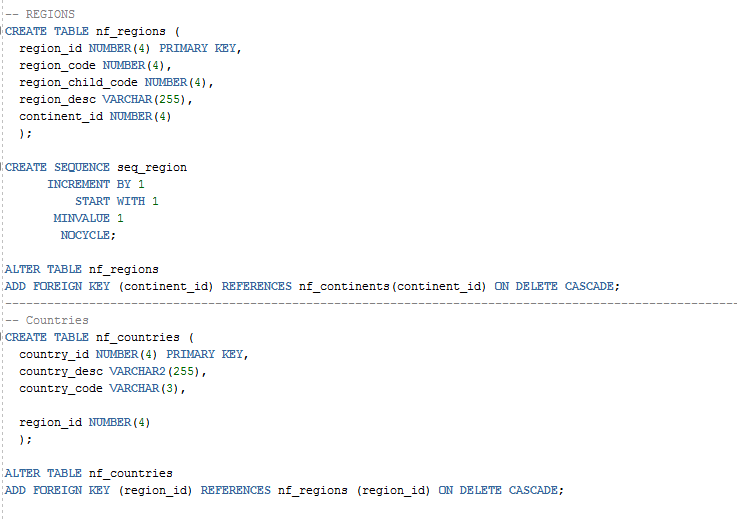 -- REGIONS
CREATE TABLE nf_regions (
region_id NUMBER(4) PRIMARY KEY,
region_code NUMBER(4),
region_child_code NUMBER(4),
region_desc VARCHAR(255),
continent_id NUMBER(4)
);
CREATE SEQUENCE seq_region
INCREMENT BY 1
START WITH 1
MINVALUE 1
NOCYCLE;
ALTER TABLE nf_regions
ADD FOREIGN KEY (continent_id) REFERENCES nf_continents(continent_id) ON DELETE CASCADE;
-- Countries
CREATE TABLE nf_countries (
country_id NUMBER(4) PRIMARY KEY,
country_desc VARCHAR2(255),
country_code VARCHAR(3),
region_id NUMBER(4)
);
ALTER TABLE nf_countries
ADD FOREIGN KEY (region_id) REFERENCES nf_regions (region_id) ON DELETE CASCADE;